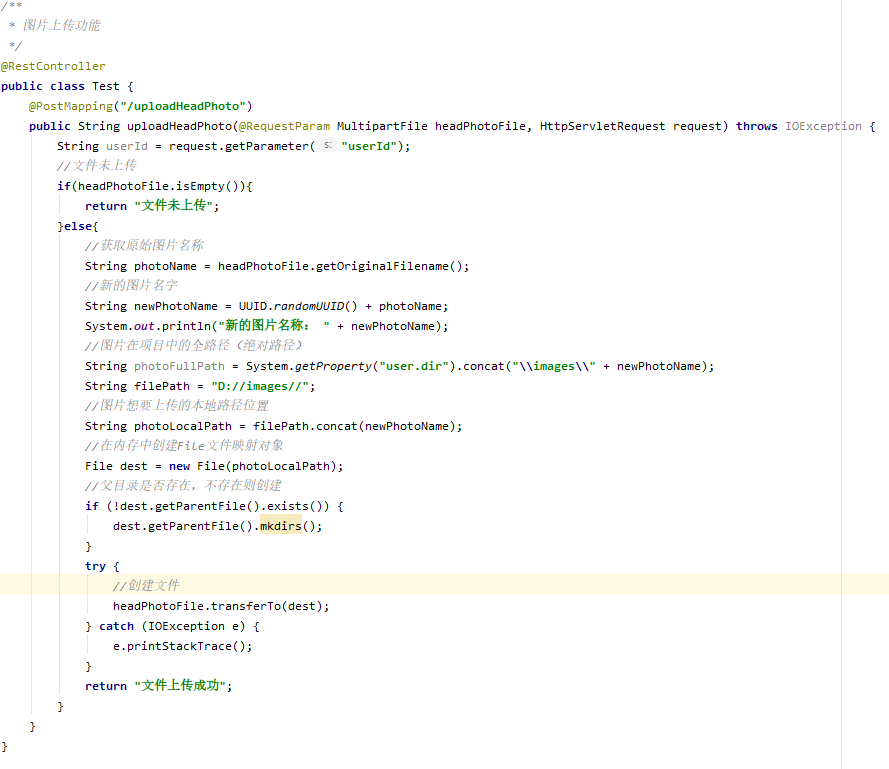 /**
 * 图片上传功能
 */
@RestController
public class Test {
    @PostMapping("/uploadHeadPhoto")
    public String uploadHeadPhoto(@RequestParam MultipartFile headPhotoFile, HttpServletRequest request) throws IOException {
        String userId = request.getParameter( s: "userId");
        //文件未上传
        if(headPhotoFile.isEmpty()){
            return "文件未上传";
        }else{
            //获取原始图片名称
            String photoName = headPhotoFile.getOriginalFilename();
            //新的图片名字
            String newPhotoName = UUID.randomUUID() + photoName;
            System.out.println("新的图片名称： " + newPhotoName);
            //图片在项目中的全路径（绝对路径）
            String photoFullPath = System.getProperty("user.dir").concat("\\images\\" + newPhotoName);
            String filePath = "D://images//";
            //图片想要上传的本地路径位置
            String photoLocalPath = filePath.concat(newPhotoName);
            //在内存中创建File文件映射对象
            File dest = new File(photoLocalPath);
            //父目录是否存在，不存在则创建
            if (!dest.getParentFile().exists()) {
                dest.getParentFile().mkdirs();
            }
            try {
                //创建文件
                headPhotoFile.transferTo(dest);
            } catch (IOException e) {
                e.printStackTrace();
            }
            return "文件上传成功";
        }
    }
}